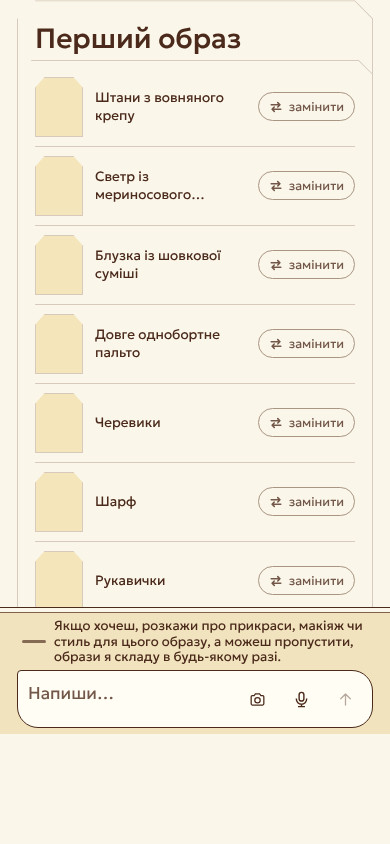 Перший образ
Штани з вовняного
крепу
замінити
Светр із
мериносового…
замінити
Блузка із шовкової
суміші
замінити
Довге однобортне
пальто
замінити
Черевики
замінити
Шарф
замінити
Рукавички
замінити
Якщо хочеш, розкажи про прикраси, макіяж чи
стиль для цього образу, а можеш пропустити,
образи я складу в будь-якому разі.
Напиши…